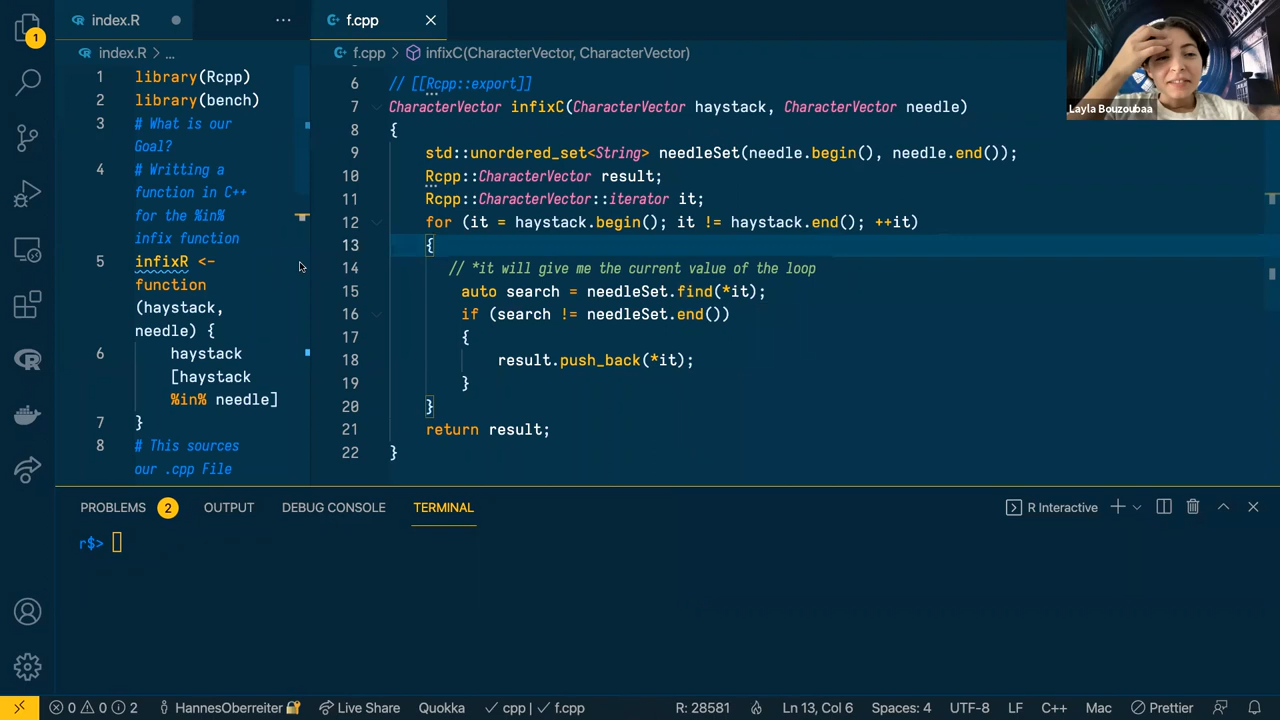 index.R
f.cpp
index.R > ...
f.cpp > infixC(CharacterVector, CharacterVector)
1
1 library(Rcpp)
2 library(bench)
3 # What is our
Goal?
4 # Writting a
function in C++
for the %in%
infix function
5 infixR <-
function
(haystack,
needle) {
6 haystack
[haystack
%in% needle]
7 }
8 # This sources
our .cpp File
6 // [[Rcpp::export]]
7 CharacterVector infixC(CharacterVector haystack, CharacterVector needle)
8 {
9 std::unordered_set<String> needleSet(needle.begin(), needle.end());
10 Rcpp::CharacterVector result;
11 Rcpp::CharacterVector::iterator it;
12 for (it = haystack.begin(); it != haystack.end(); ++it)
13 {
14 // *it will give me the current value of the loop
15 auto search = needleSet.find(*it);
16 if (search != needleSet.end())
17 {
18 result.push_back(*it);
19 }
20 }
21 return result;
22 }
Layla Bouzoubaa
PROBLEMS 2 OUTPUT DEBUG CONSOLE TERMINAL
R Interactive
r$>
0 0 2 HannesOberreiter Live Share Quokka cpp | f.cpp R: 28581 Ln 13, Col 6 Spaces: 4 UTF-8 LF C++ Mac Prettier